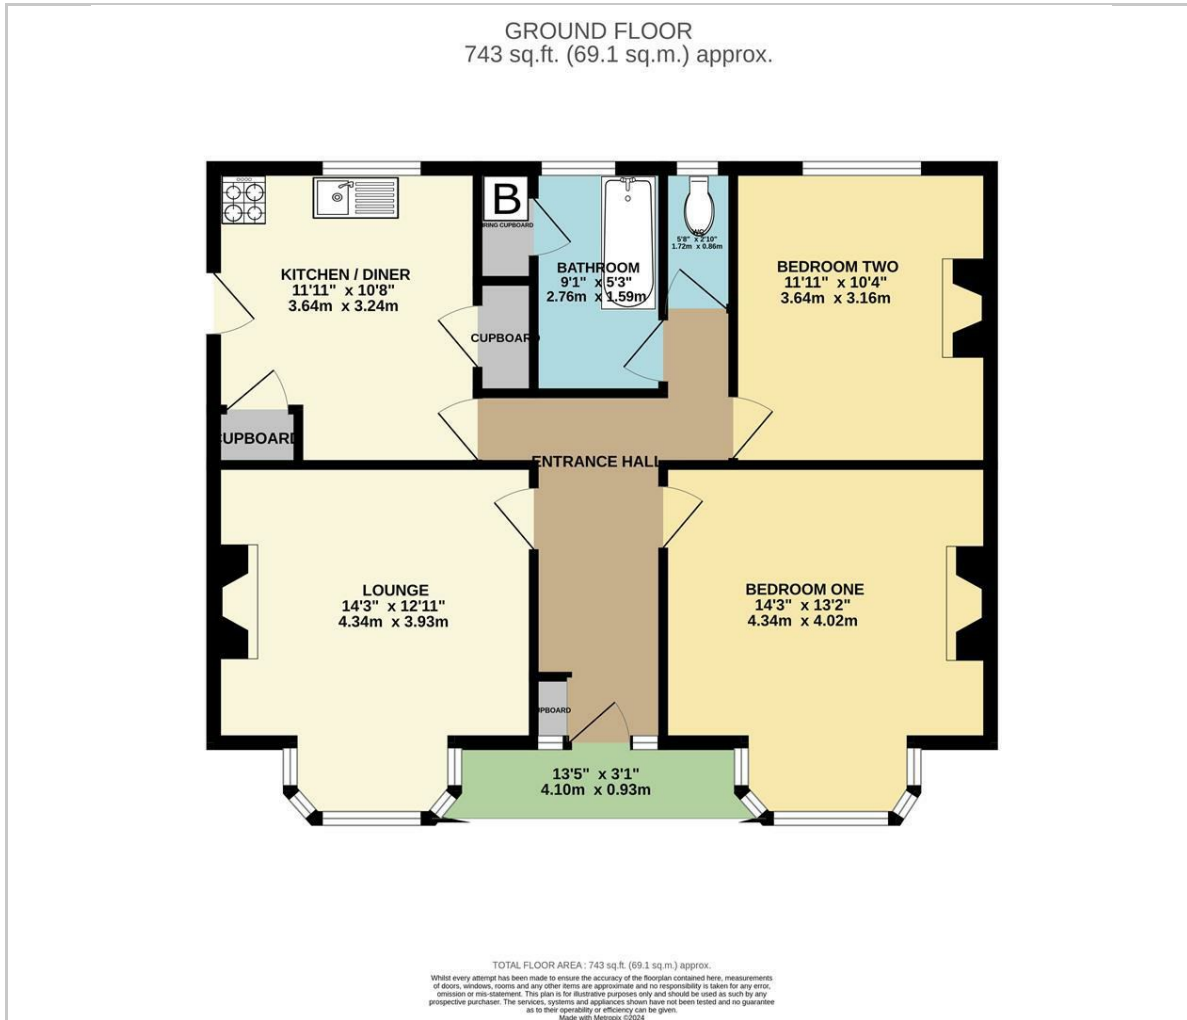 GROUND FLOOR
743 sq.ft. (69.1 sq.m.) approx.
B
RING CUPBOARD
WC
5'8" x 2'10"
1.72m x 0.86m
KITCHEN / DINER
11'11" x 10'8"
3.64m x 3.24m
BATHROOM
9'1" x 5'3"
2.76m x 1.59m
BEDROOM TWO
11'11" x 10'4"
3.64m x 3.16m
CUPBOARD
CUPBOARD
ENTRANCE HALL
LOUNGE
14'3" x 12'11"
4.34m x 3.93m
BEDROOM ONE
14'3" x 13'2"
4.34m x 4.02m
UPBOARD
13'5" x 3'1"
4.10m x 0.93m
TOTAL FLOOR AREA : 743 sq.ft. (69.1 sq.m.) approx.
Whilst every attempt has been made to ensure the accuracy of the floorplan contained here, measurements
of doors, windows, rooms and any other items are approximate and no responsibility is taken for any error,
omission or mis-statement. This plan is for illustrative purposes only and should be used as such by any
prospective purchaser. The services, systems and appliances shown have not been tested and no guarantee
as to their operability or efficiency can be given.
Made with Metropix ©2024